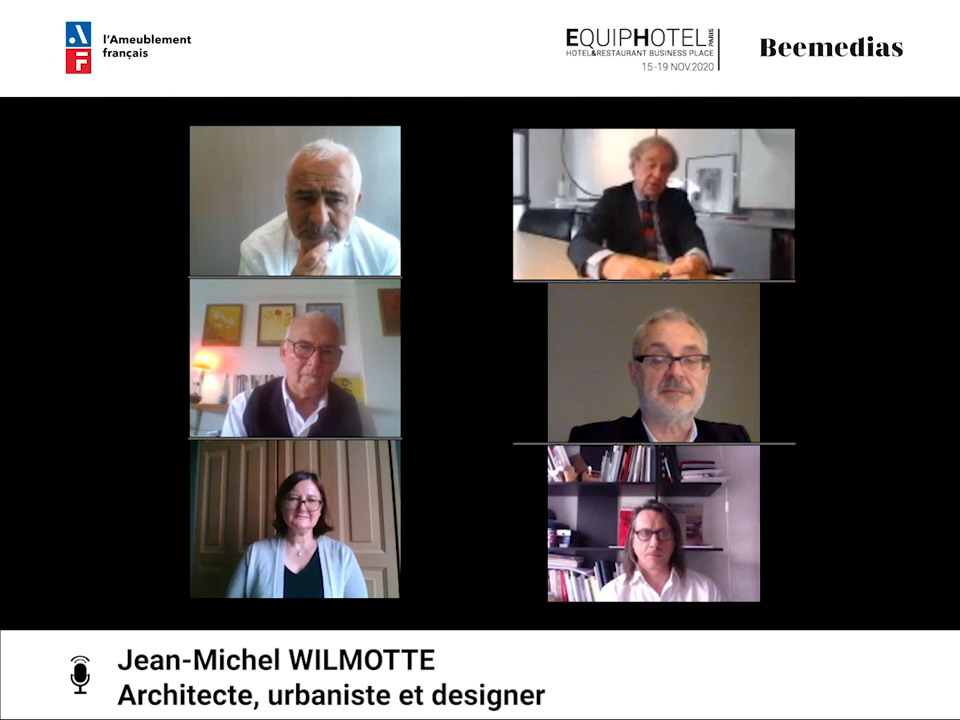 l'Ameublement
français
EQUIPHOTEL PARIS
HOTEL&RESTAURANT BUSINESS PLACE
15-19 NOV.2020
Beemedias
Jean-Michel WILMOTTE
Architecte, urbaniste et designer